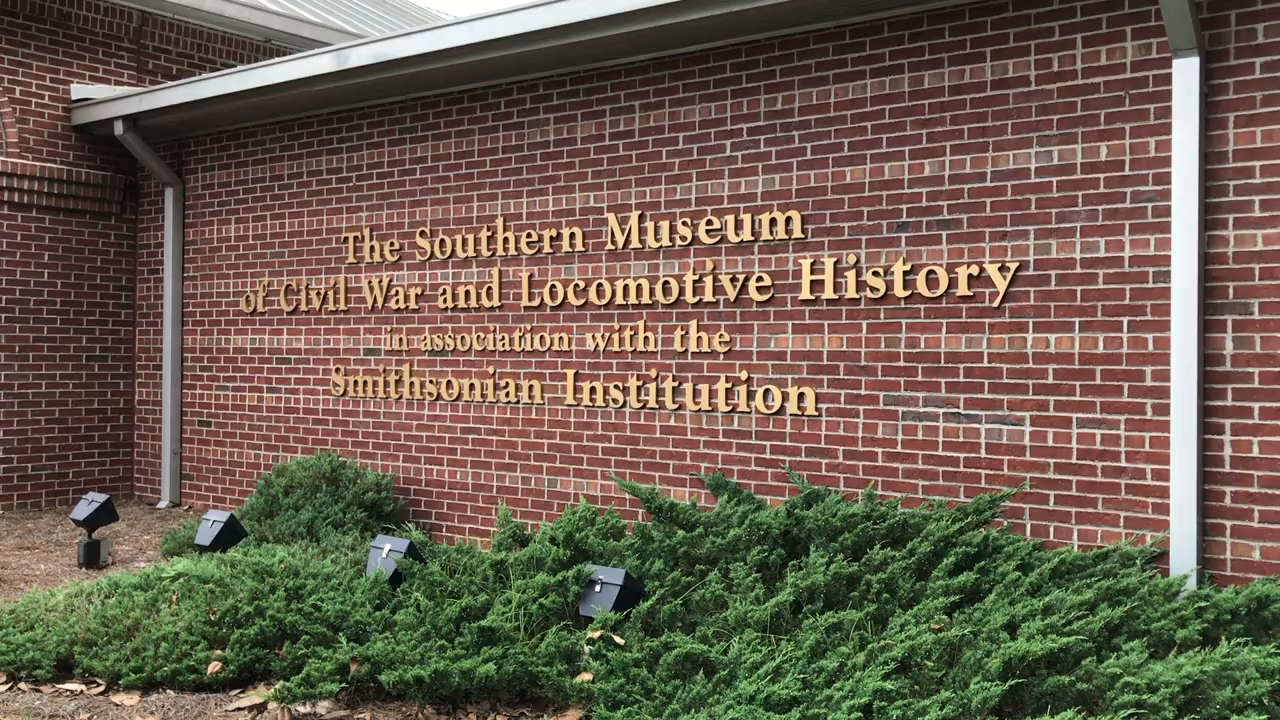 The Southern Museum
of Civil War and Locomotive History
in association with the
Smithsonian Institution